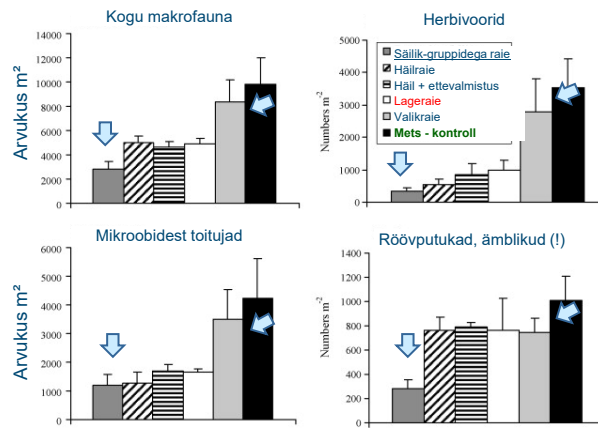 Kogu makrofauna
Arvukus m²
14000
12000
10000
8000
6000
4000
2000
0
Herbivoorid
Numbers m-2
5000
4000
3000
2000
1000
0
Säilik-gruppidega raie
Häilraie
Häil + ettevalmistus
Lageraie
Valikraie
Mets - kontroll
Mikroobidest toitujad
Arvukus m²
6000
5000
4000
3000
2000
1000
0
Röövputukad, ämblikud (!)
Numbers m-2
1400
1200
1000
800
600
400
200
0